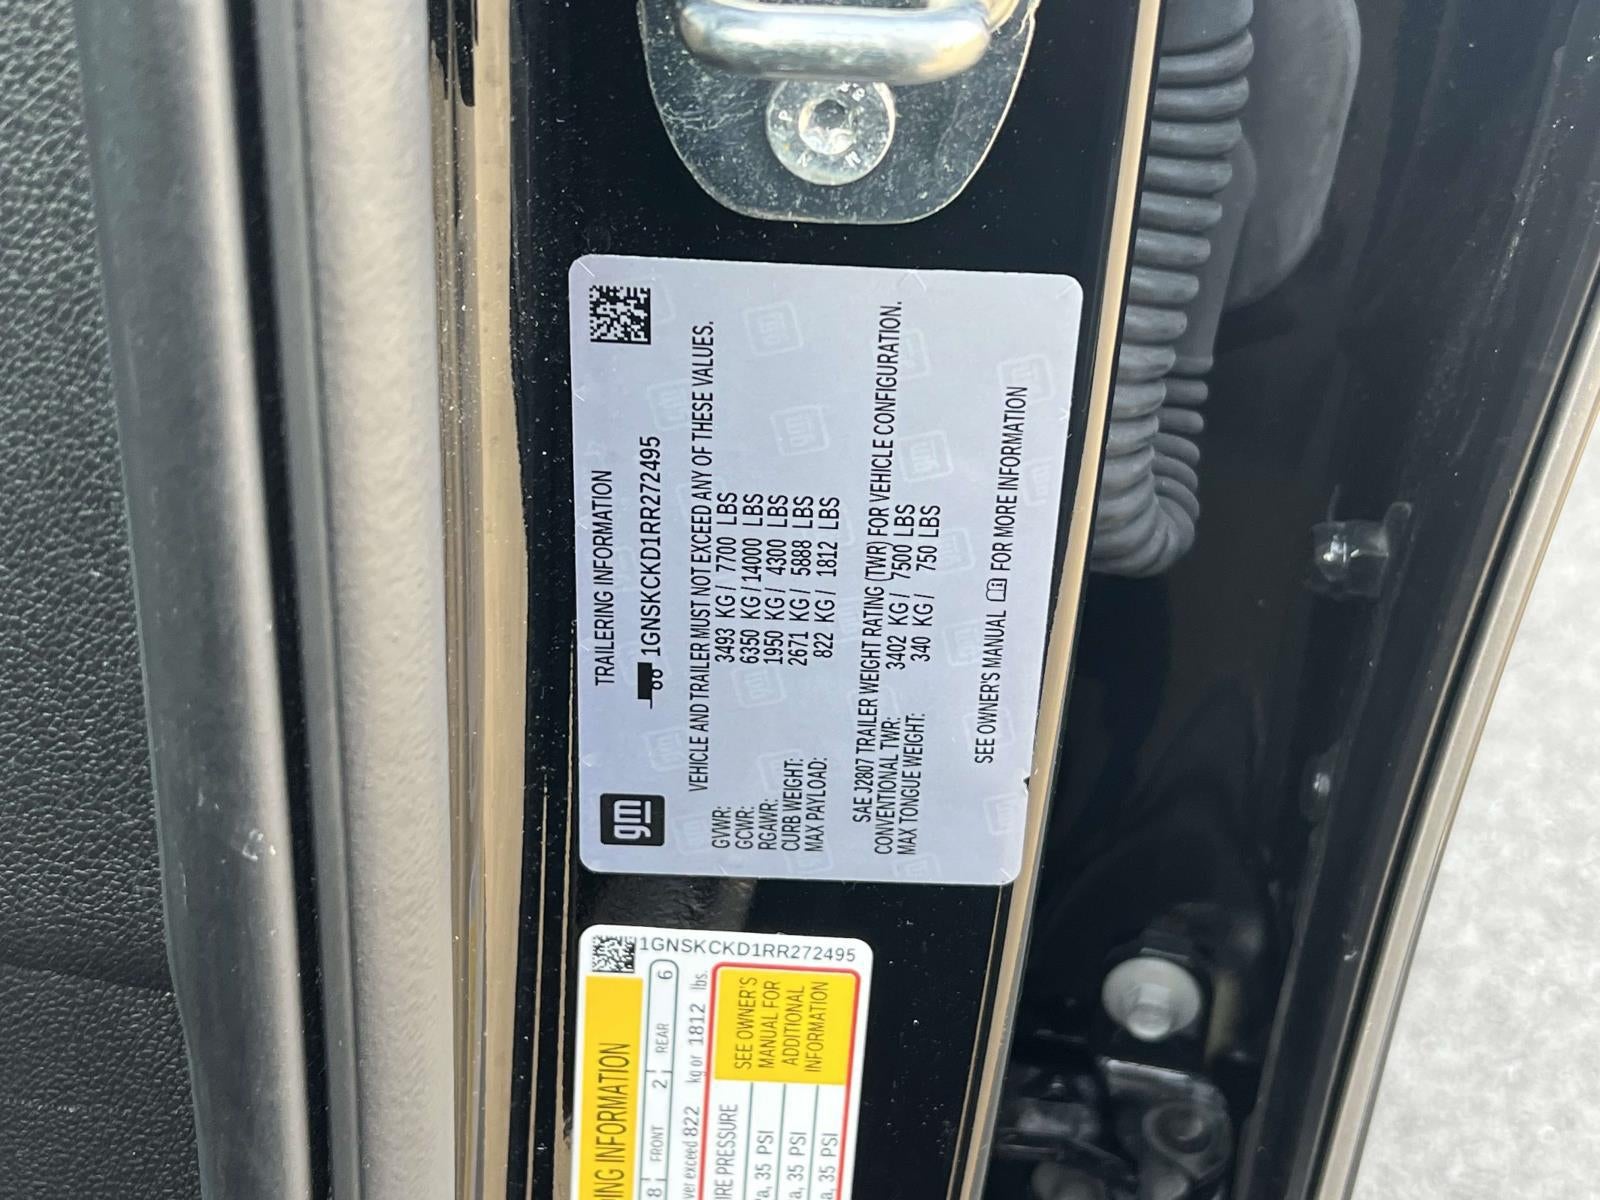 gm
TRAILERING INFORMATION
1GNSKCKD1RR272495
VEHICLE AND TRAILER MUST NOT EXCEED ANY OF THESE VALUES.
GVWR: 3493 KG / 7700 LBS
GCWR: 6350 KG / 14000 LBS
RGAWR: 1950 KG / 4300 LBS
CURB WEIGHT: 2671 KG / 5888 LBS
MAX PAYLOAD: 822 KG / 1812 LBS
SAE J2807 TRAILER WEIGHT RATING (TWR) FOR VEHICLE CONFIGURATION.
CONVENTIONAL TWR: 3402 KG / 7500 LBS
MAX TONGUE WEIGHT: 340 KG / 750 LBS
SEE OWNER'S MANUAL FOR MORE INFORMATION
1GNSKCKD1RR272495
INFORMATION
8 FRONT 2 REAR 6
exceed 822 kg or 1812 lbs.
PRESSURE
35 PSI
35 PSI
35 PSI
SEE OWNER'S
MANUAL FOR
ADDITIONAL
INFORMATION